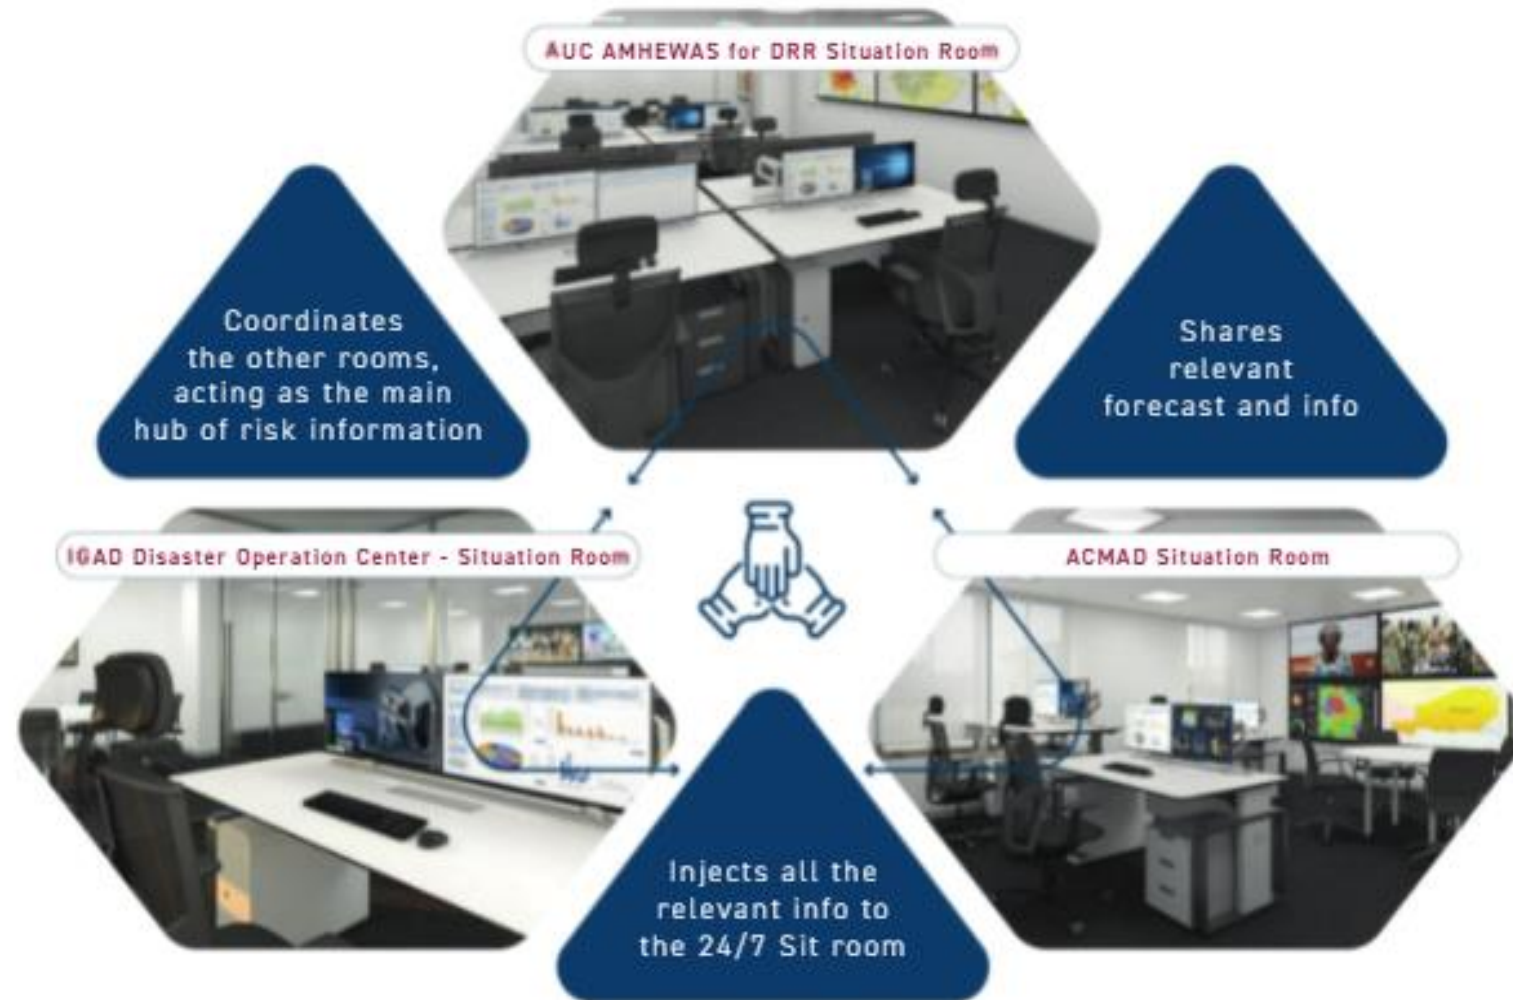 AUC AMHEWAS for DRR Situation Room
Coordinates
the other rooms,
acting as the main
hub of risk information
Shares
relevant
forecast and info
IGAD Disaster Operation Center - Situation Room
ACMAD Situation Room
Injects all the
relevant info to
the 24/7 Sit room